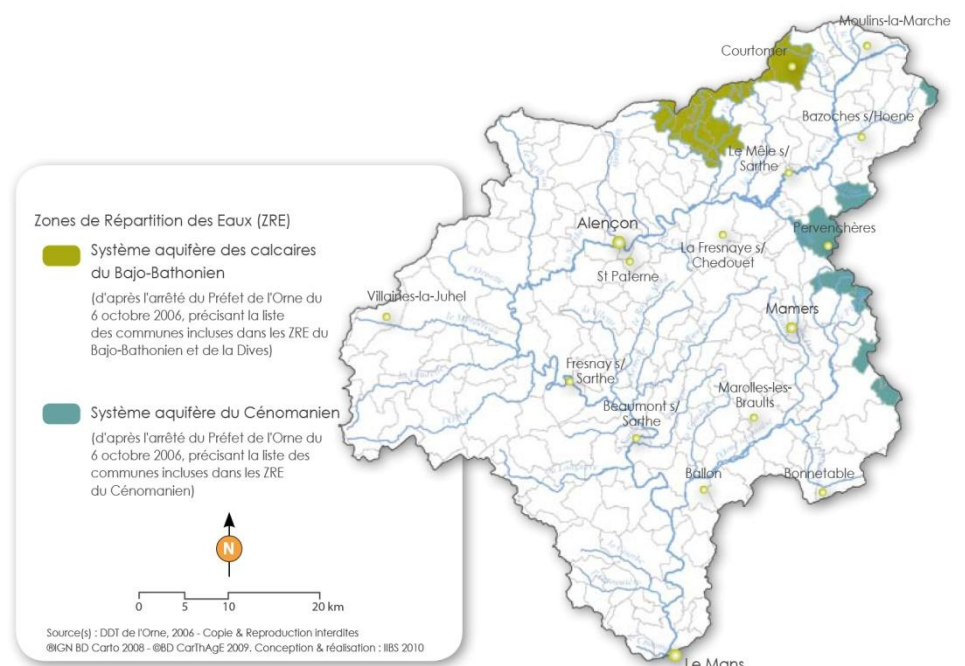 Moulins-la-Marche
Courtomer
Bazoches s/Hoene
Le Mêle s/
Sarthe
Zones de Répartition des Eaux (ZRE)
Système aquifère des calcaires
du Bajo-Bathonien
(d'après l'arrêté du Préfet de l'Orne du
6 octobre 2006, précisant la liste
des communes incluses dans les ZRE du
Bajo-Bathonien et de la Dives)
Système aquifère du Cénomanien
(d'après l'arrêté du Préfet de l'Orne du
6 octobre 2006, précisant la liste des
communes incluses dans les ZRE
du Cénomanien)
N
0 5 10 20 km
Source(s) : DDT de l'Orne, 2006 - Copie & Reproduction interdites
®IGN BD Carto 2008 - ©BD CarThAgE 2009. Conception & réalisation : IIBS 2010
Alençon
Pervenchères
La Fresnaye s/
Chedouet
St Paterne
Villaines-la-Juhel
Mamers
Fresnay s/
Sarthe
Marolles-les-
Braults
Beaumont s/
Sarthe
Ballon
Bonnetable
Le Mans